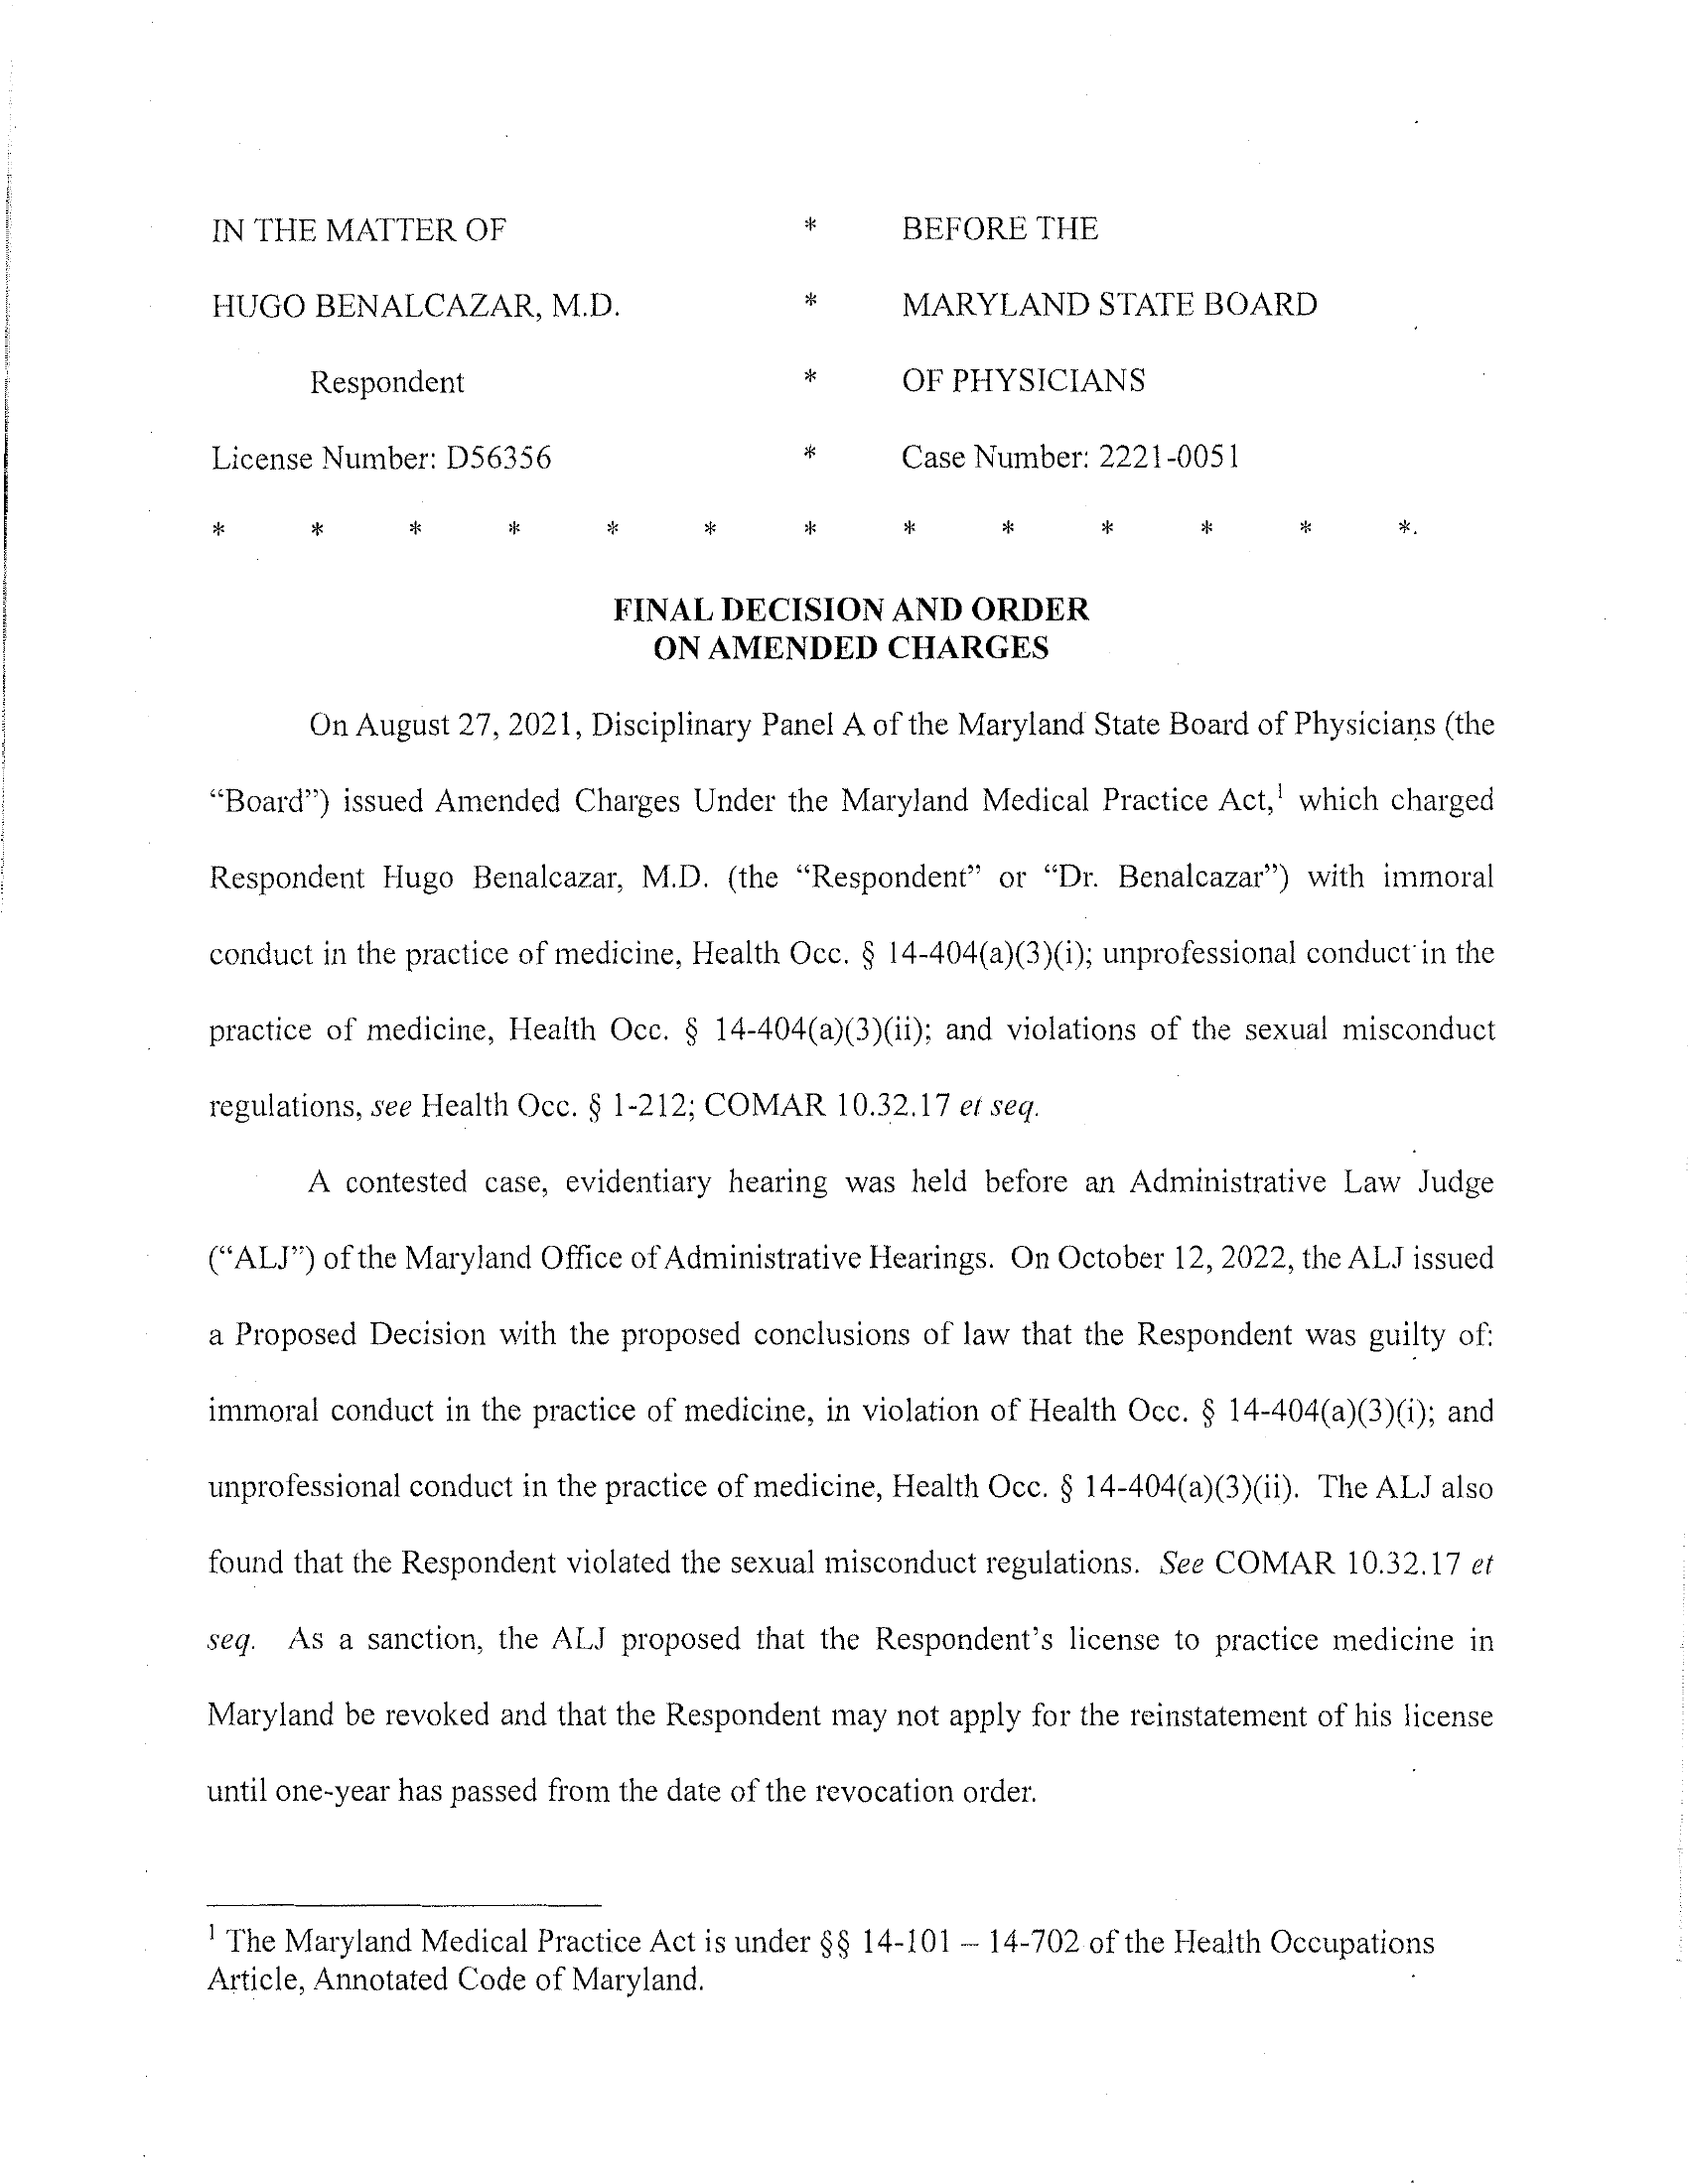 IN THE MATTER OF * BEFORE THE
HUGO BENALCAZAR, M.D. * MARYLAND STATE BOARD
Respondent * OF PHYSICIANS
License Number: D56356 * Case Number: 2221-0051
* * * * * * * * * * * * *
FINAL DECISION AND ORDER
ON AMENDED CHARGES
On August 27, 2021, Disciplinary Panel A of the Maryland State Board of Physicians (the
“Board”) issued Amended Charges Under the Maryland Medical Practice Act,¹ which charged
Respondent Hugo Benalcazar, M.D. (the “Respondent” or “Dr. Benalcazar”) with immoral
conduct in the practice of medicine, Health Occ. § 14-404(a)(3)(i); unprofessional conduct in the
practice of medicine, Health Occ. § 14-404(a)(3)(ii); and violations of the sexual misconduct
regulations, see Health Occ. § 1-212; COMAR 10.32.17 et seq.
A contested case, evidentiary hearing was held before an Administrative Law Judge
(“ALJ”) of the Maryland Office of Administrative Hearings. On October 12, 2022, the ALJ issued
a Proposed Decision with the proposed conclusions of law that the Respondent was guilty of:
immoral conduct in the practice of medicine, in violation of Health Occ. § 14-404(a)(3)(i); and
unprofessional conduct in the practice of medicine, Health Occ. § 14-404(a)(3)(ii). The ALJ also
found that the Respondent violated the sexual misconduct regulations. See COMAR 10.32.17 et
seq. As a sanction, the ALJ proposed that the Respondent's license to practice medicine in
Maryland be revoked and that the Respondent may not apply for the reinstatement of his license
until one-year has passed from the date of the revocation order.
¹ The Maryland Medical Practice Act is under §§ 14-101 – 14-702 of the Health Occupations
Article, Annotated Code of Maryland.